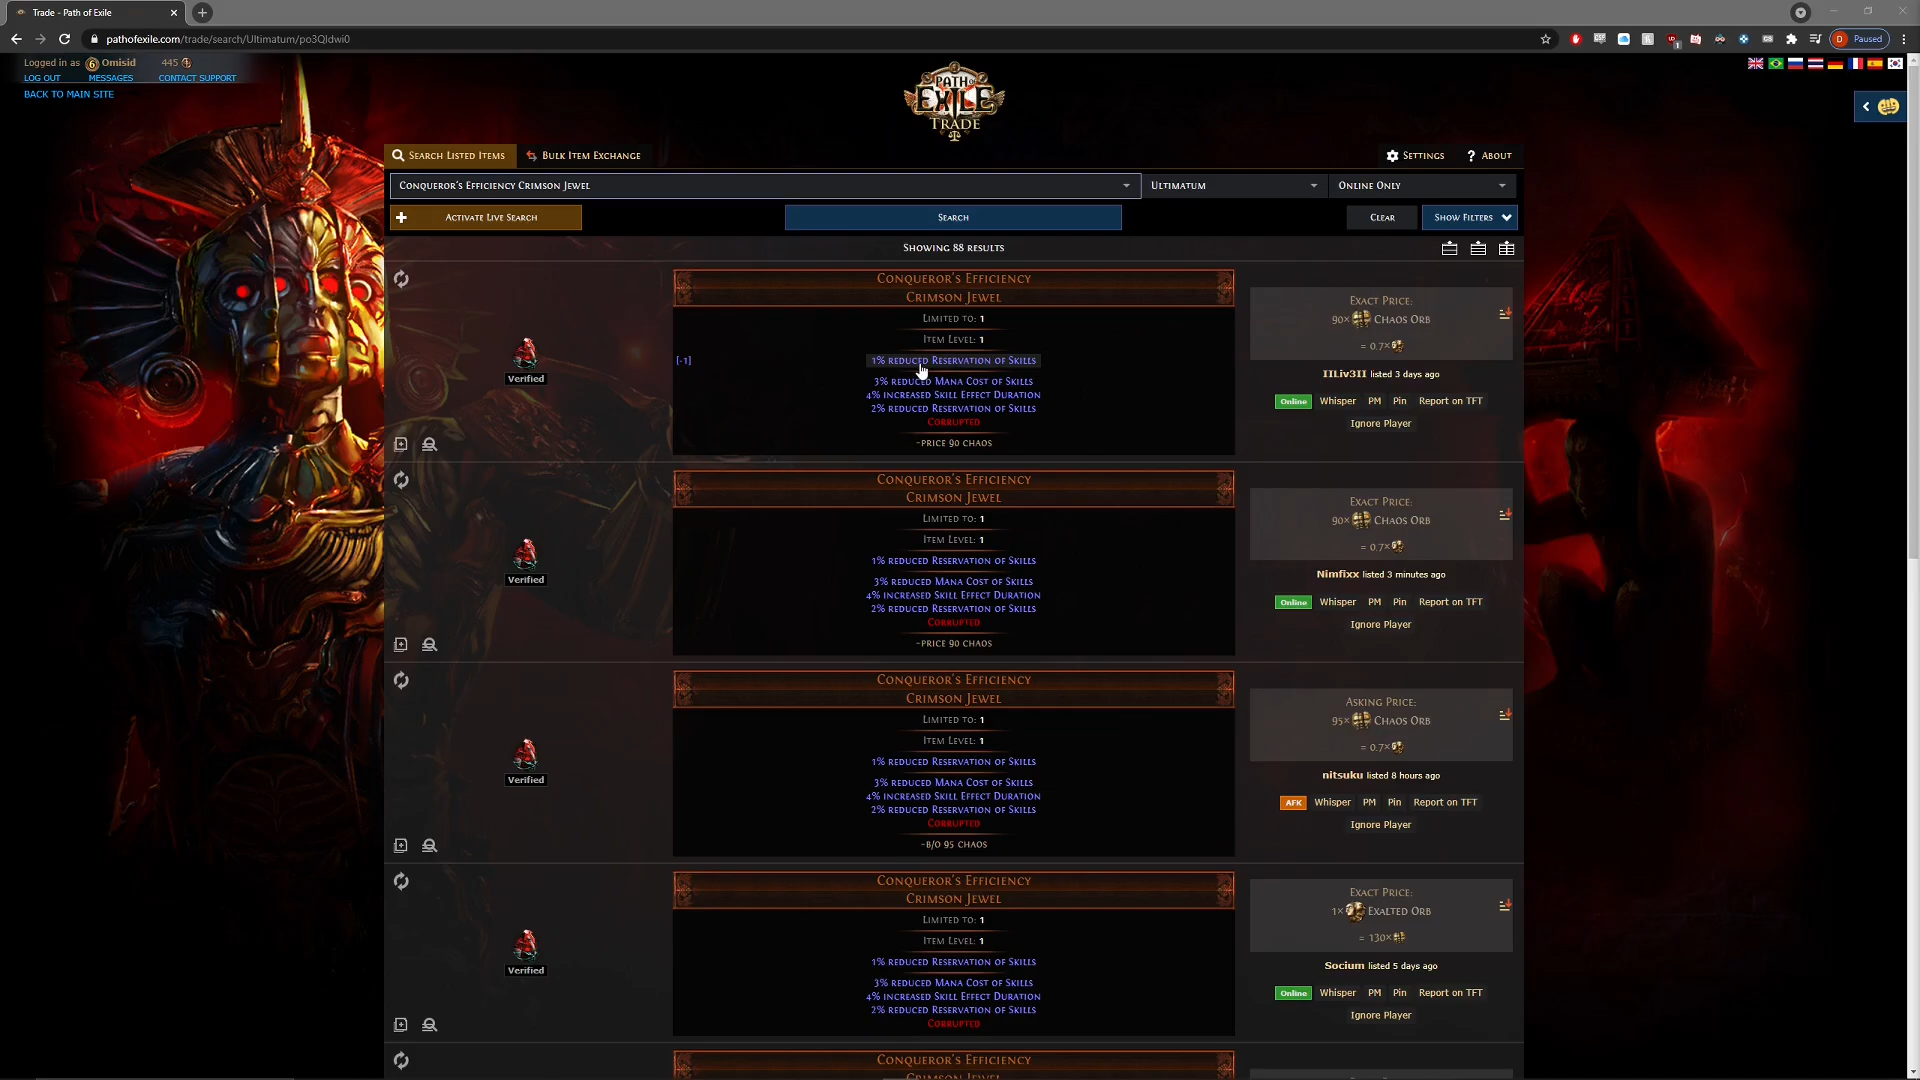 Trade - Path of Exile
pathofexile.com/trade/search/Ultimatum/po3Qldwi0
Paused
Logged in as Omisid 445
LOG OUT MESSAGES CONTACT SUPPORT
BACK TO MAIN SITE
PATH OF EXILE TRADE
Search Listed Items Bulk Item Exchange Settings ? About
Conqueror's Efficiency Crimson Jewel Ultimatum Online Only
+ Activate Live Search Search Clear Show Filters
Showing 88 results
Conqueror's Efficiency
Crimson Jewel
Limited to: 1
Item Level: 1
[-1] 1% reduced Reservation of Skills
3% reduced Mana Cost of Skills
4% increased Skill Effect Duration
2% reduced Reservation of Skills
Corrupted
~price 90 chaos
Verified
Exact Price:
90× Chaos Orb
= 0.7×
IILiv3II listed 3 days ago
Online Whisper PM Pin Report on TFT
Ignore Player
Conqueror's Efficiency
Crimson Jewel
Limited to: 1
Item Level: 1
1% reduced Reservation of Skills
3% reduced Mana Cost of Skills
4% increased Skill Effect Duration
2% reduced Reservation of Skills
Corrupted
~price 90 chaos
Verified
Exact Price:
90× Chaos Orb
= 0.7×
Nimfixx listed 3 minutes ago
Online Whisper PM Pin Report on TFT
Ignore Player
Conqueror's Efficiency
Crimson Jewel
Limited to: 1
Item Level: 1
1% reduced Reservation of Skills
3% reduced Mana Cost of Skills
4% increased Skill Effect Duration
2% reduced Reservation of Skills
Corrupted
~b/o 95 chaos
Verified
Asking Price:
95× Chaos Orb
= 0.7×
nitsuku listed 8 hours ago
AFK Whisper PM Pin Report on TFT
Ignore Player
Conqueror's Efficiency
Crimson Jewel
Limited to: 1
Item Level: 1
1% reduced Reservation of Skills
3% reduced Mana Cost of Skills
4% increased Skill Effect Duration
2% reduced Reservation of Skills
Corrupted
Verified
Exact Price:
1× Exalted Orb
= 130×
Socium listed 5 days ago
Online Whisper PM Pin Report on TFT
Ignore Player
Conqueror's Efficiency
Crimson Jewel